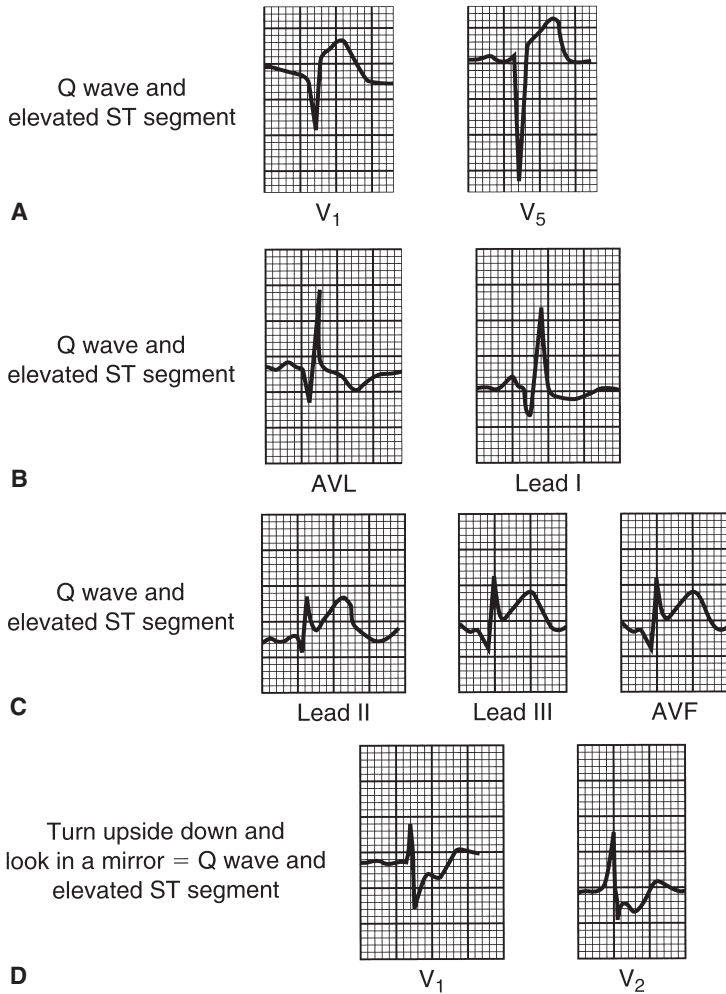 Q wave and
elevated ST segment
A
V1
V5
Q wave and
elevated ST segment
B
AVL
Lead I
Q wave and
elevated ST segment
C
Lead II
Lead III
AVF
Turn upside down and
look in a mirror = Q wave and
elevated ST segment
D
V1
V2